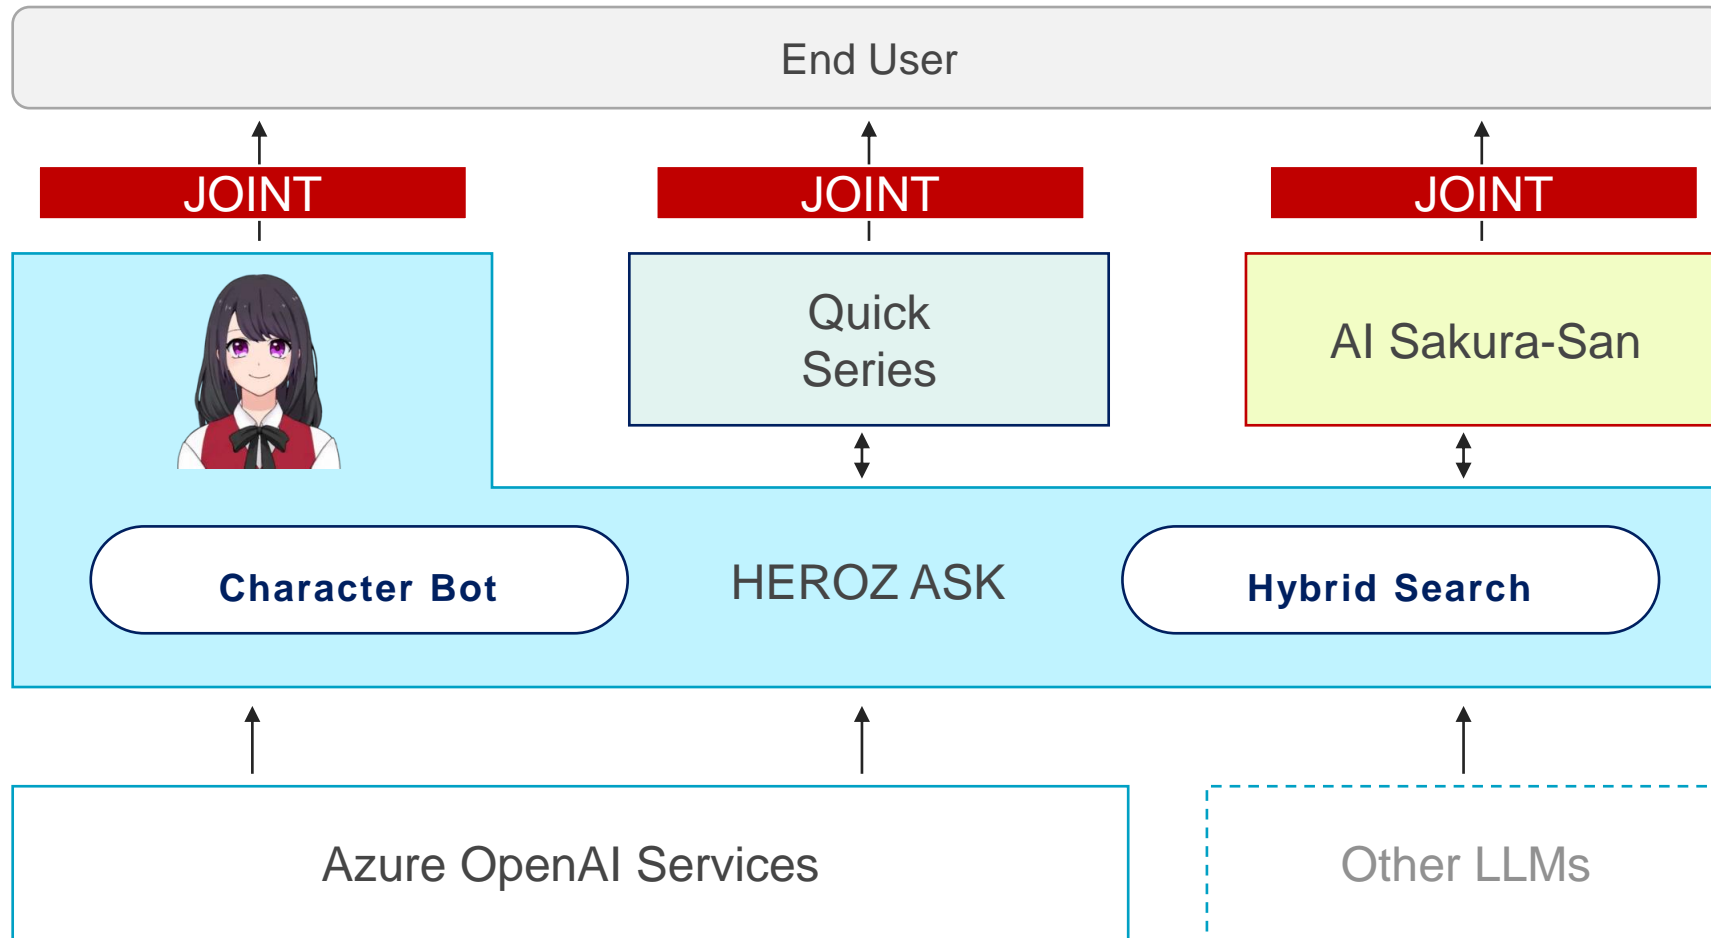 End User
JOINT
JOINT
JOINT
Quick
Series
AI Sakura-San
Character Bot
HEROZ ASK
Hybrid Search
Azure OpenAI Services
Other LLMs